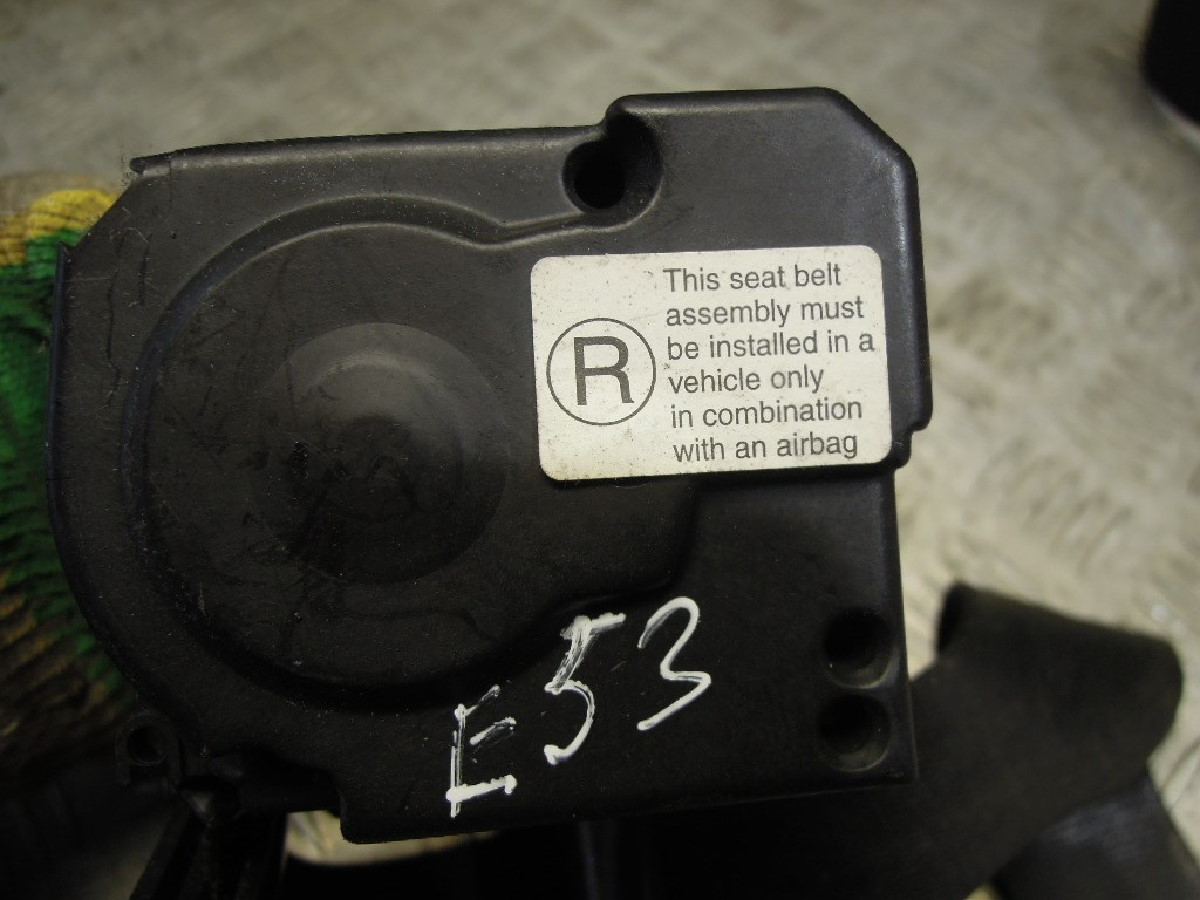 R
This seat belt
assembly must
be installed in a
vehicle only
in combination
with an airbag
E53